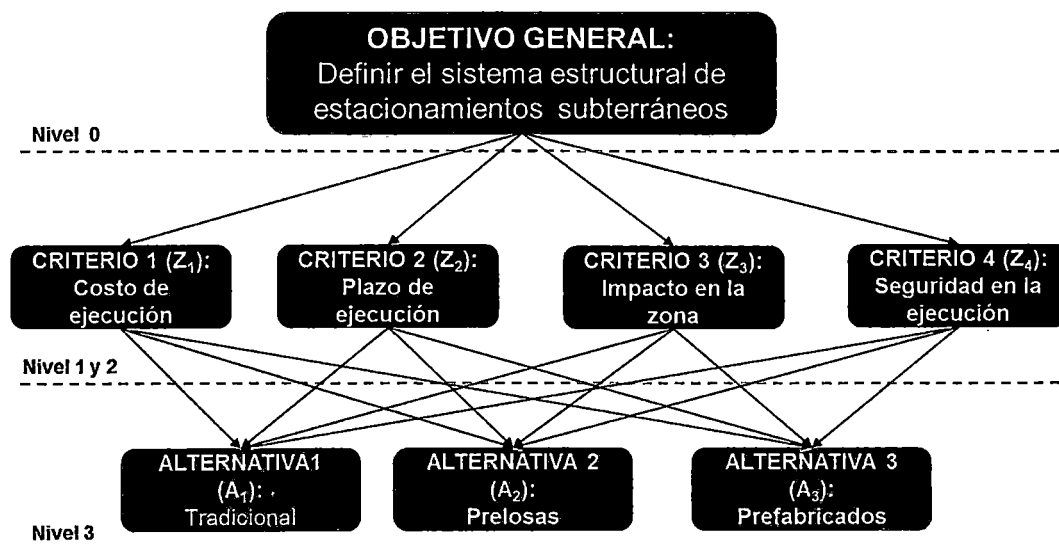 OBJETIVO GENERAL:
Definir el sistema estructural de
estacionamientos subterráneos
Nivel 0
CRITERIO 1 (Z₁):
Costo de
ejecución
CRITERIO 2 (Z₂):
Plazo de
ejecución
CRITERIO 3 (Z₃):
Impacto en la
zona
CRITERIO 4 (Z₄):
Seguridad en la
ejecución
Nivel 1 y 2
ALTERNATIVA1
(A₁):
Tradicional
ALTERNATIVA 2
(A₂):
Prelosas
ALTERNATIVA 3
(A₃):
Prefabricados
Nivel 3